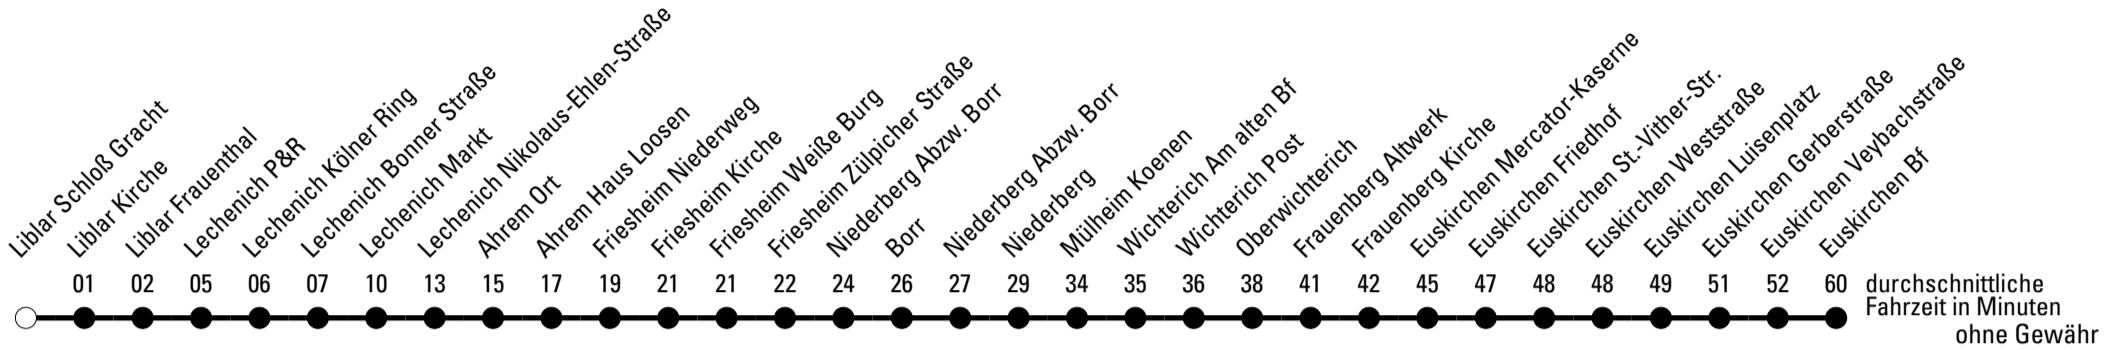 Liblar Schloß Gracht
Liblar Kirche
Liblar Frauenthal
Lechenich P&R
Lechenich Kölner Ring
Lechenich Bonner Straße
Lechenich Markt
Lechenich Nikolaus-Ehlen-Straße
Ahrem Ort
Ahrem Haus Loosen
Friesheim Niederweg
Friesheim Kirche
Friesheim Weiße Burg
Friesheim Zülpicher Straße
Niederberg Abzw. Borr
Borr
Niederberg Abzw. Borr
Niederberg
Mülheim Koenen
Wichterich Am alten Bf
Wichterich Post
Oberwichterich
Frauenberg Altwerk
Frauenberg Kirche
Euskirchen Mercator-Kaserne
Euskirchen Friedhof
Euskirchen St.-Vither-Str.
Euskirchen Weststraße
Euskirchen Luisenplatz
Euskirchen Gerberstraße
Euskirchen Veybachstraße
Euskirchen Bf
01 02 05 06 07 10 13 15 17 19 21 21 22 24 26 27 29 34 35 36 38 41 42 45 47 48 48 49 51 52 60
durchschnittliche
Fahrzeit in Minuten
ohne Gewähr